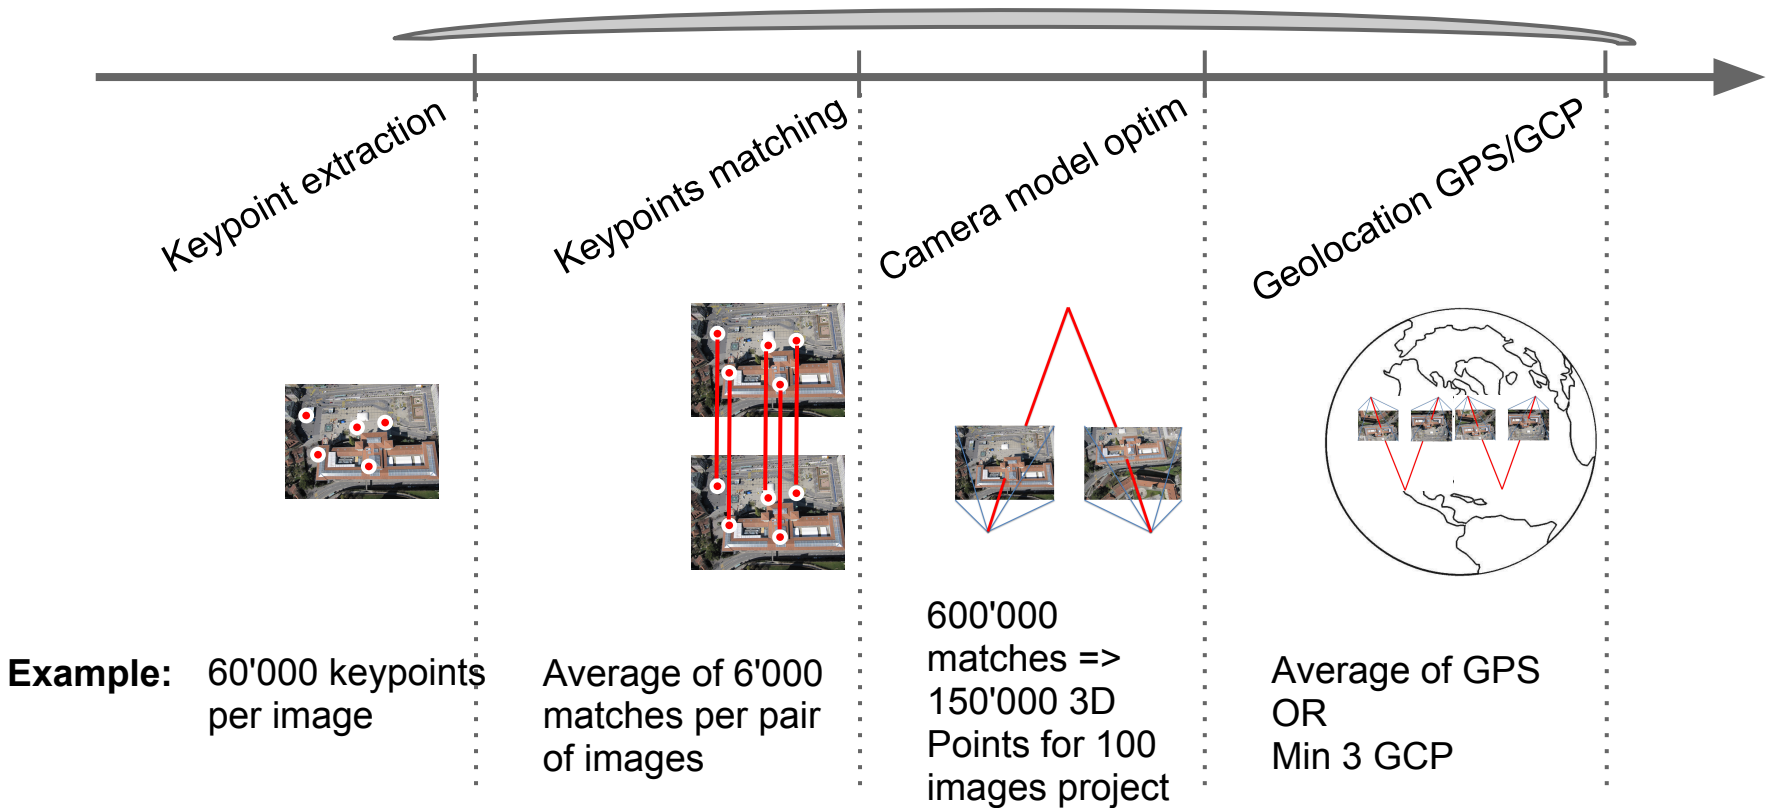 Keypoint extraction
Keypoints matching
Camera model optim
Geolocation GPS/GCP
Example:
60'000 keypoints
per image
Average of 6'000
matches per pair
of images
600'000
matches =>
150'000 3D
Points for 100
images project
Average of GPS
OR
Min 3 GCP